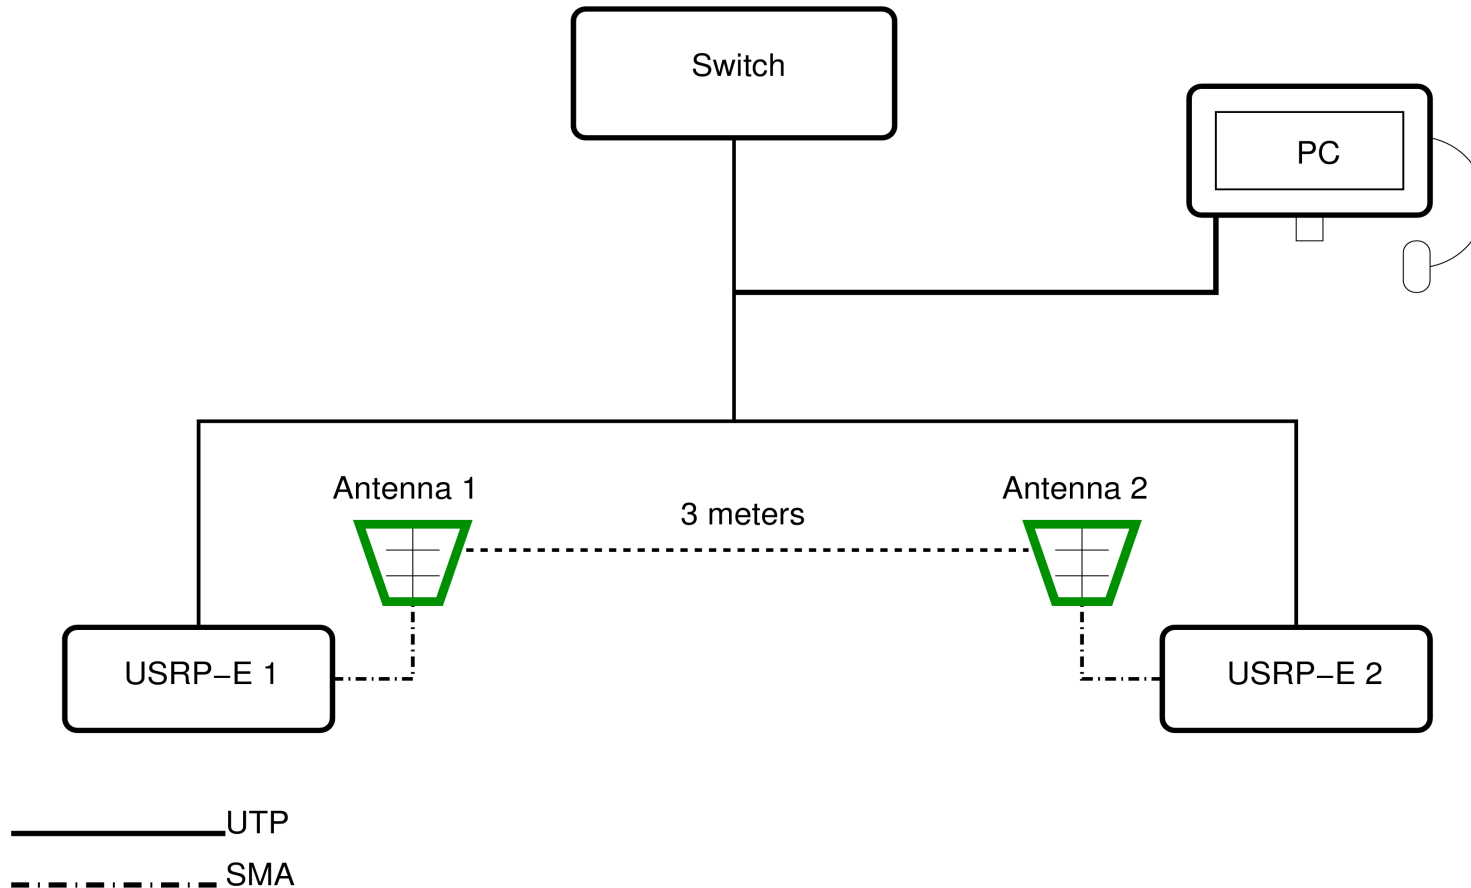 Switch
PC
Antenna 1
Antenna 2
3 meters
USRP−E 1
USRP−E 2
UTP
SMA